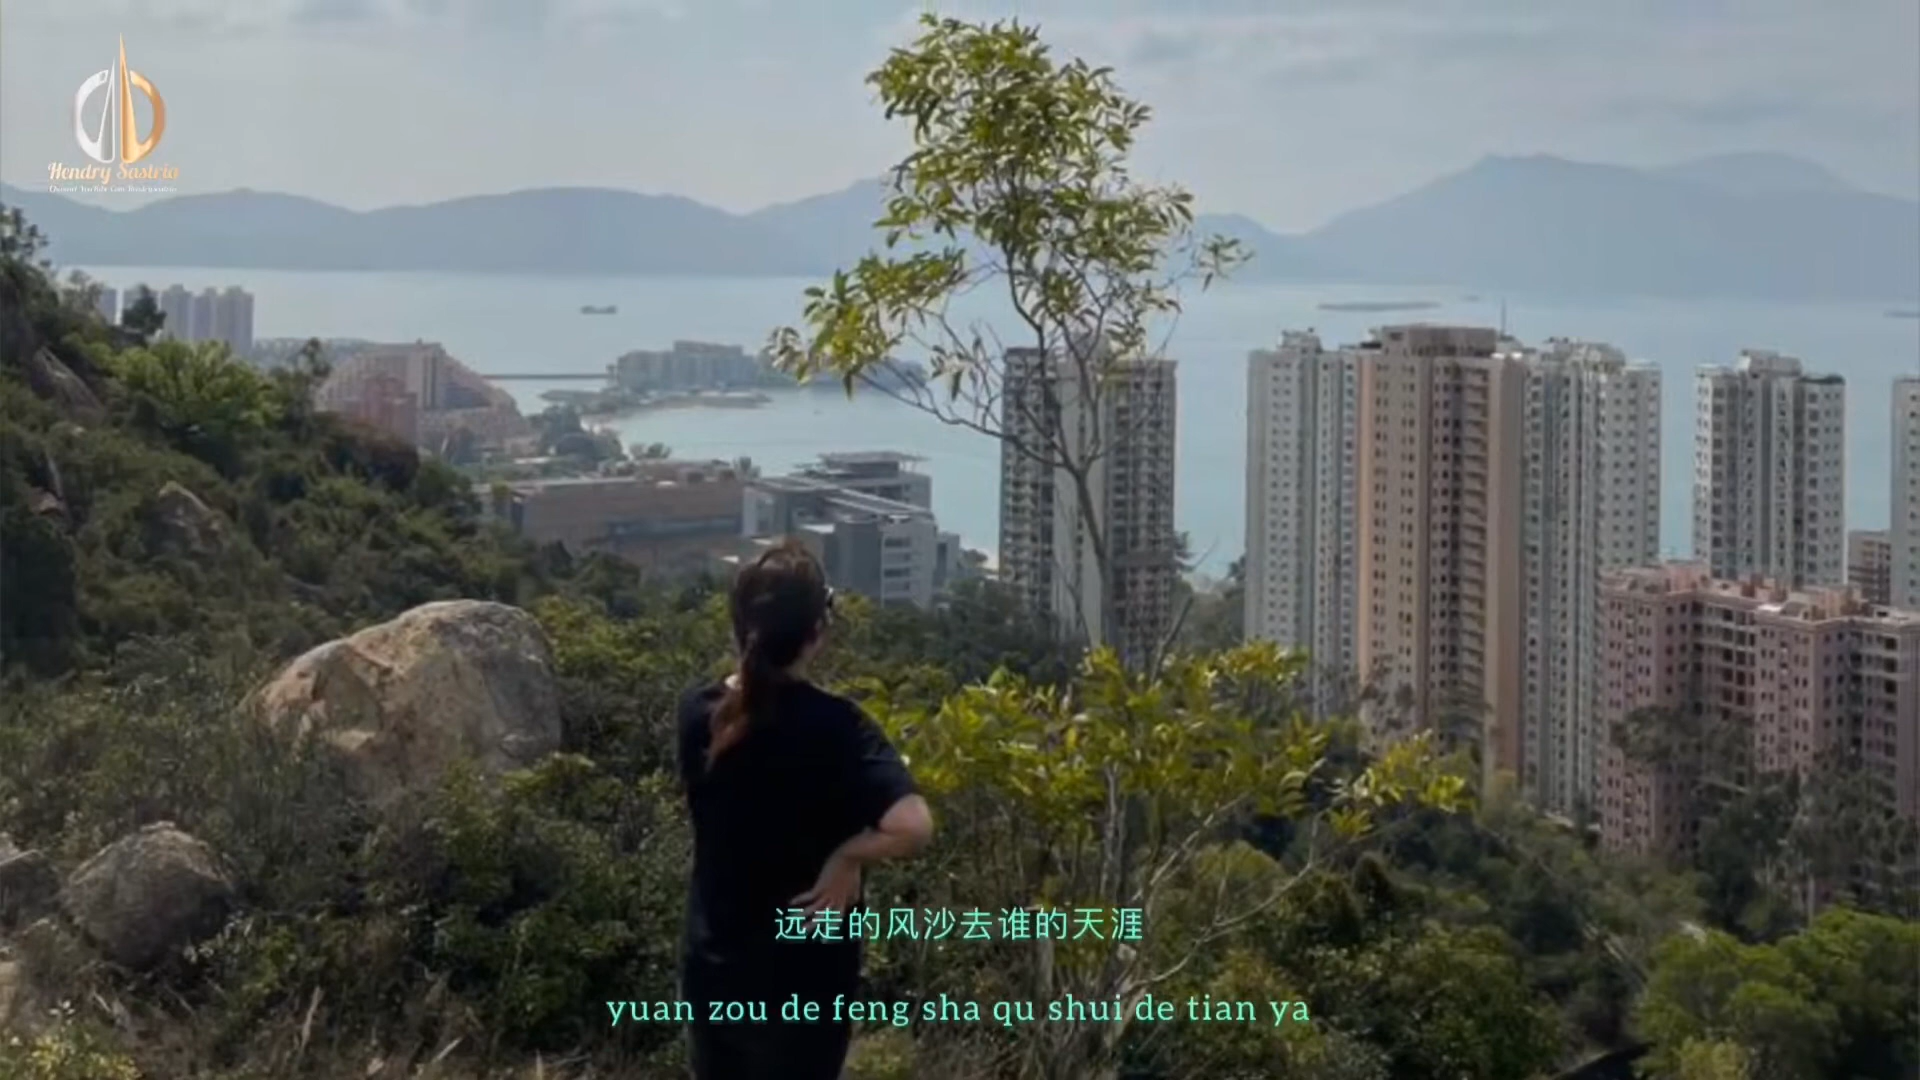 Hendry Sastria
远走的风沙去谁的天涯
yuan zou de feng sha qu shui de tian ya